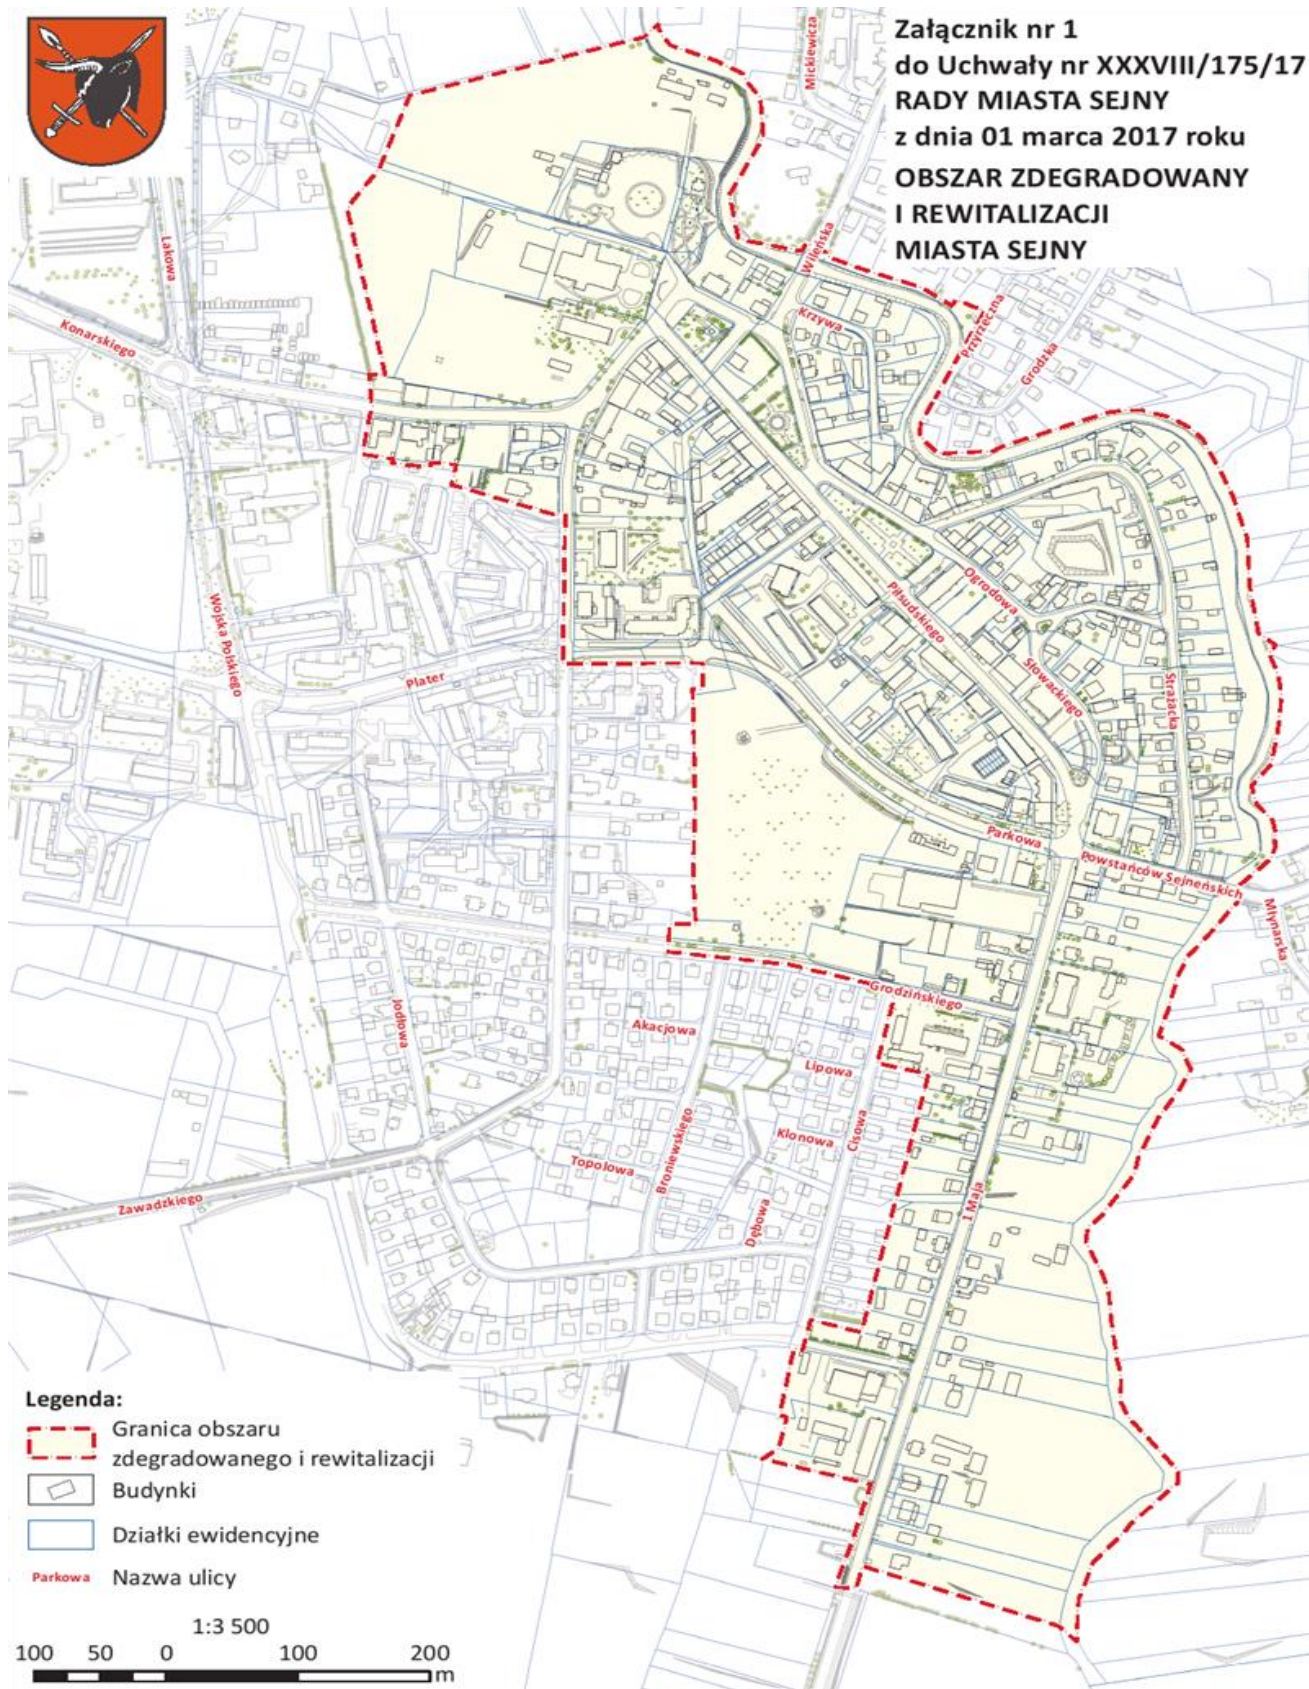 Załącznik nr 1
do Uchwały nr XXXVIII/175/17
RADY MIASTA SEJNY
z dnia 01 marca 2017 roku
OBSZAR ZDEGRADOWANY
I REWITALIZACJI
MIASTA SEJNY
Mickiewicza
Łąkowa
Wileńska
Konarskiego
Krzywa
Przyrzeczna
Grodzka
Wojska Polskiego
Piłsudskiego
Ogrodowa
Słowackiego
Strażacka
Plater
Parkowa
Powstańców Sejneńskich
Młynarska
Grodzińskiego
Jodłowa
Akacjowa
Lipowa
Klonowa
Cisowa
Topolowa
Broniewskiego
Dębowa
Zawadzkiego
1 Maja
Legenda:
Granica obszaru
zdegradowanego i rewitalizacji
Budynki
Działki ewidencyjne
Parkowa Nazwa ulicy
1:3 500
100 50 0 100 200
m